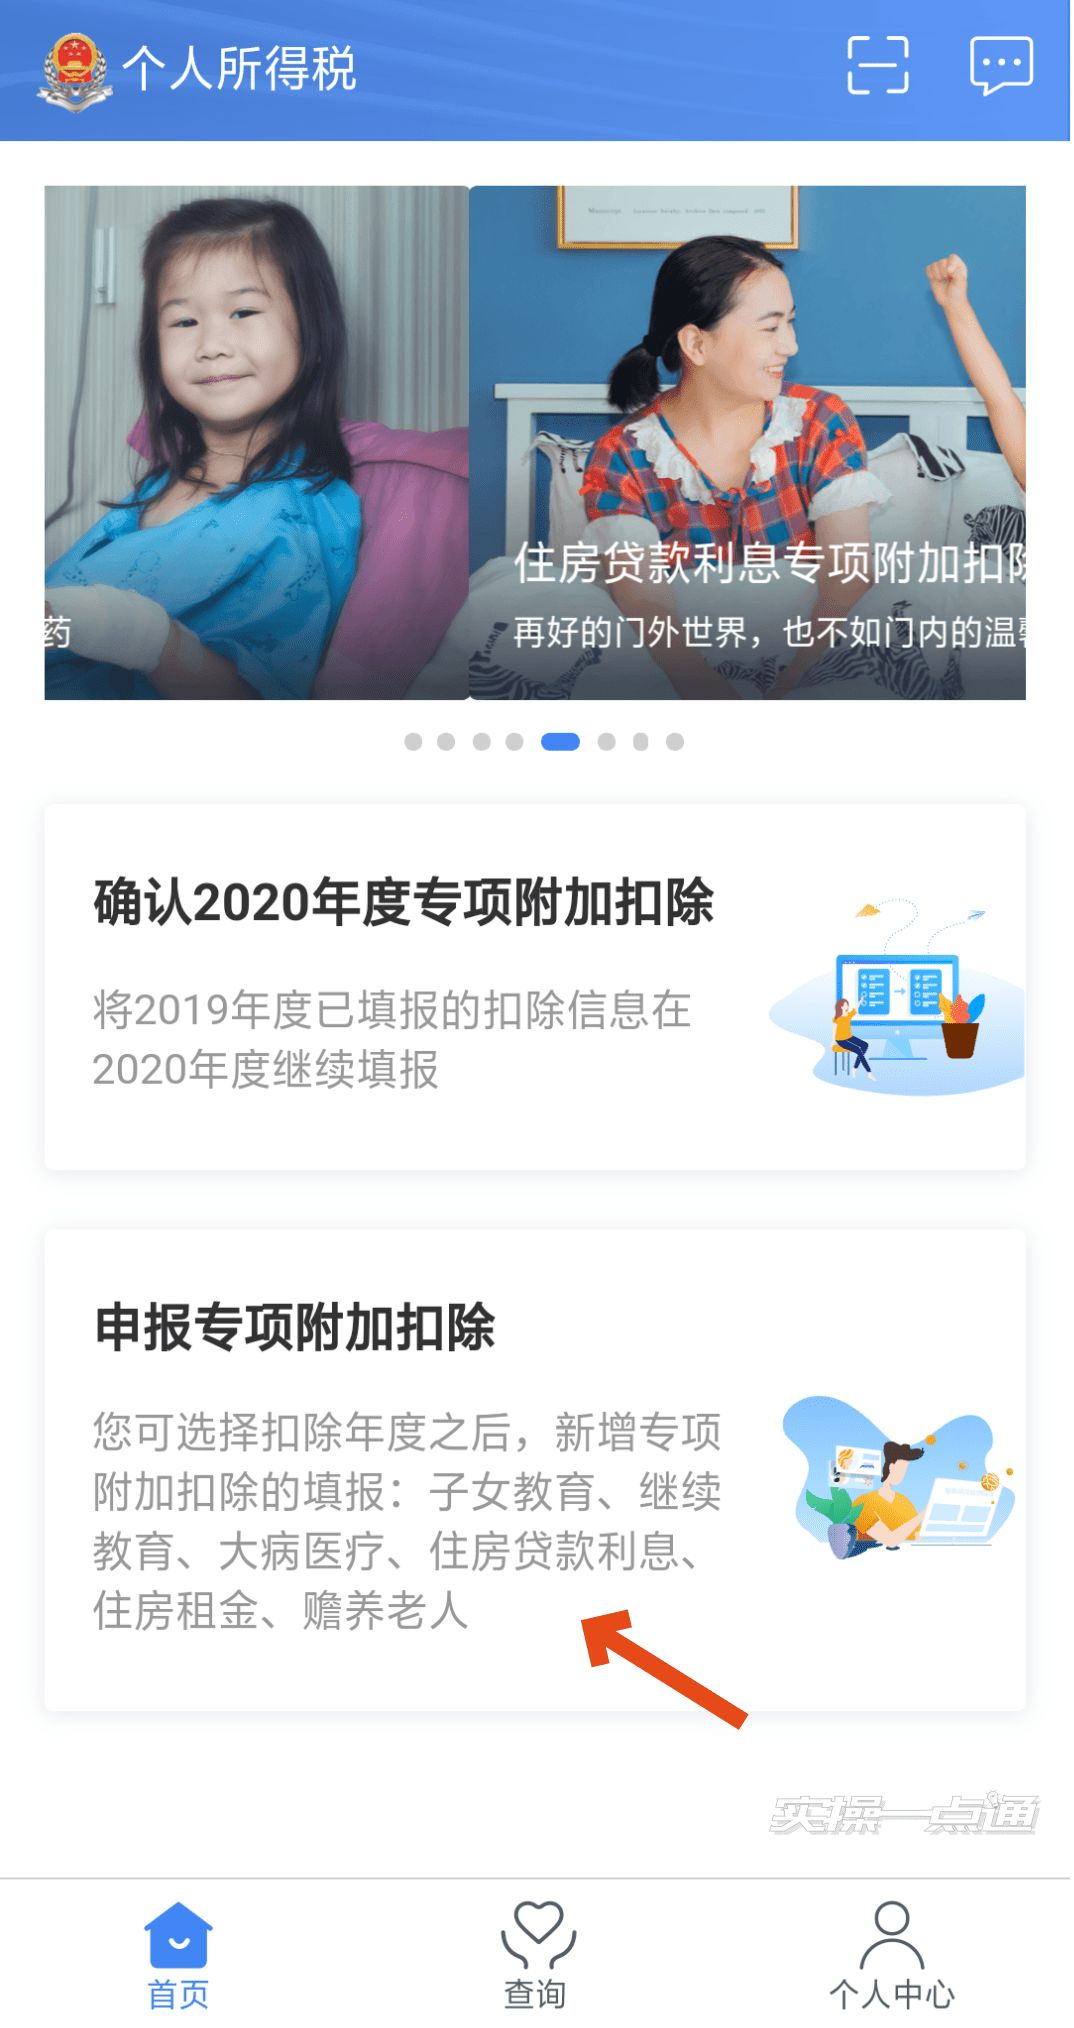 个人所得税
Manuscript
药
住房贷款利息专项附加扣除
再好的门外世界，也不如门内的温馨
确认2020年度专项附加扣除
将2019年度已填报的扣除信息在
2020年度继续填报
申报专项附加扣除
您可选择扣除年度之后，新增专项
附加扣除的填报：子女教育、继续
教育、大病医疗、住房贷款利息、
住房租金、赡养老人
实操一点通
首页
查询
个人中心